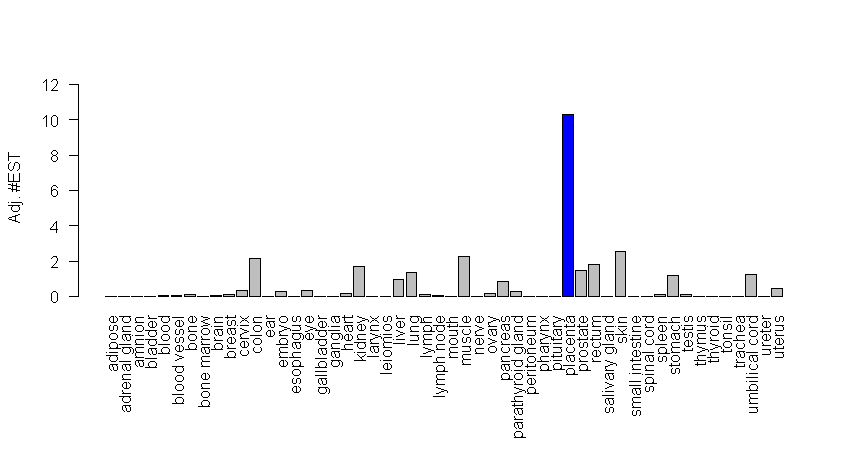 12
10
8
6
4
2
0
Adj. #EST
adipose
adrenal gland
amnion
bladder
blood
blood vessel
bone
bone marrow
brain
breast
cervix
colon
ear
embryo
esophagus
eye
gallbladder
ganglia
heart
kidney
larynx
leiomios
liver
lung
lymph
lymph node
mouth
muscle
nerve
ovary
pancreas
parathyroid gland
peritoneum
pharynx
pituitary
placenta
prostate
rectum
salivary gland
skin
small intestine
spinal cord
spleen
stomach
testis
thymus
thyroid
tonsil
trachea
umbilical cord
ureter
uterus